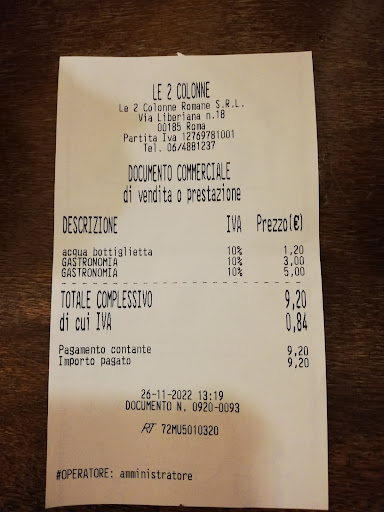 LE 2 COLONNE
Le 2 Colonne Romane S.R.L.
Via Liberiana n.18
00185 Roma
Partita Iva 12769781001
Tel. 06/4881237
DOCUMENTO COMMERCIALE
di vendita o prestazione
DESCRIZIONE IVA Prezzo(€)
acqua bottiglietta 10% 1,20
GASTRONOMIA 10% 3,00
GASTRONOMIA 10% 5,00
TOTALE COMPLESSIVO 9,20
di cui IVA 0,84
Pagamento contante 9,20
Importo pagato 9,20
26-11-2022 13:19
DOCUMENTO N. 0920-0093
RT 72MU5010320
#OPERATORE: amministratore